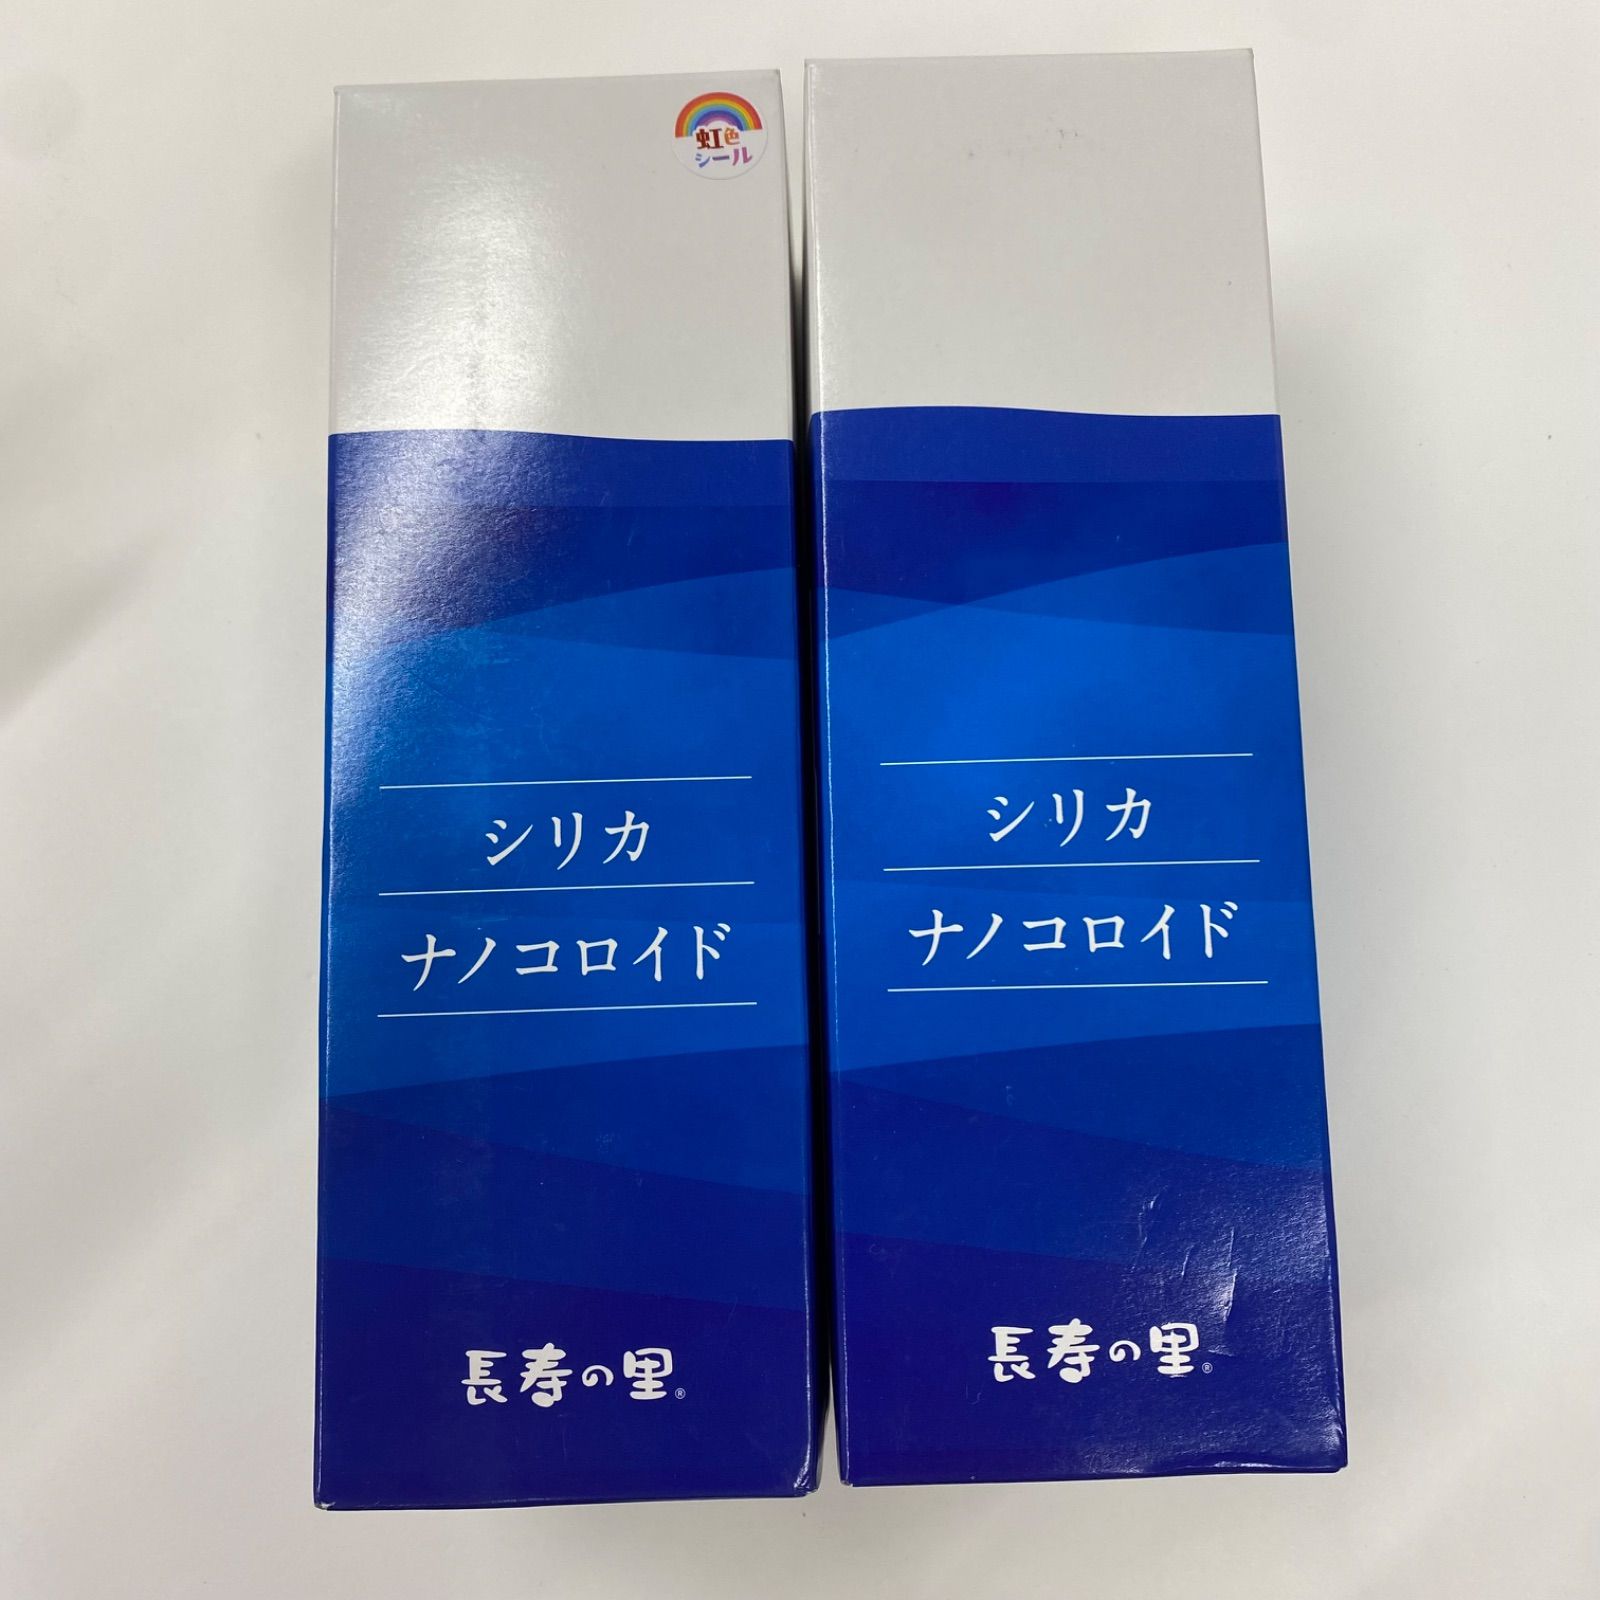 虹色
シール
シリカ
ナノコロイド
長寿の里®
シリカ
ナノコロイド
長寿の里®